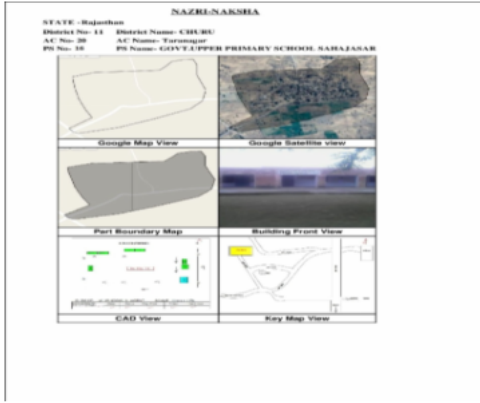 NAZRI-NAKSHA
STATE -Rajasthan
District No- 11 District Name- CHURU
AC No- 20 AC Name- Taranagar
PS No- 10 PS Name- GOVT.UPPER PRIMARY SCHOOL SAHAJASAR
Google Map View Google Satellite view
Part Boundary Map Building Front View
CAD View Key Map View